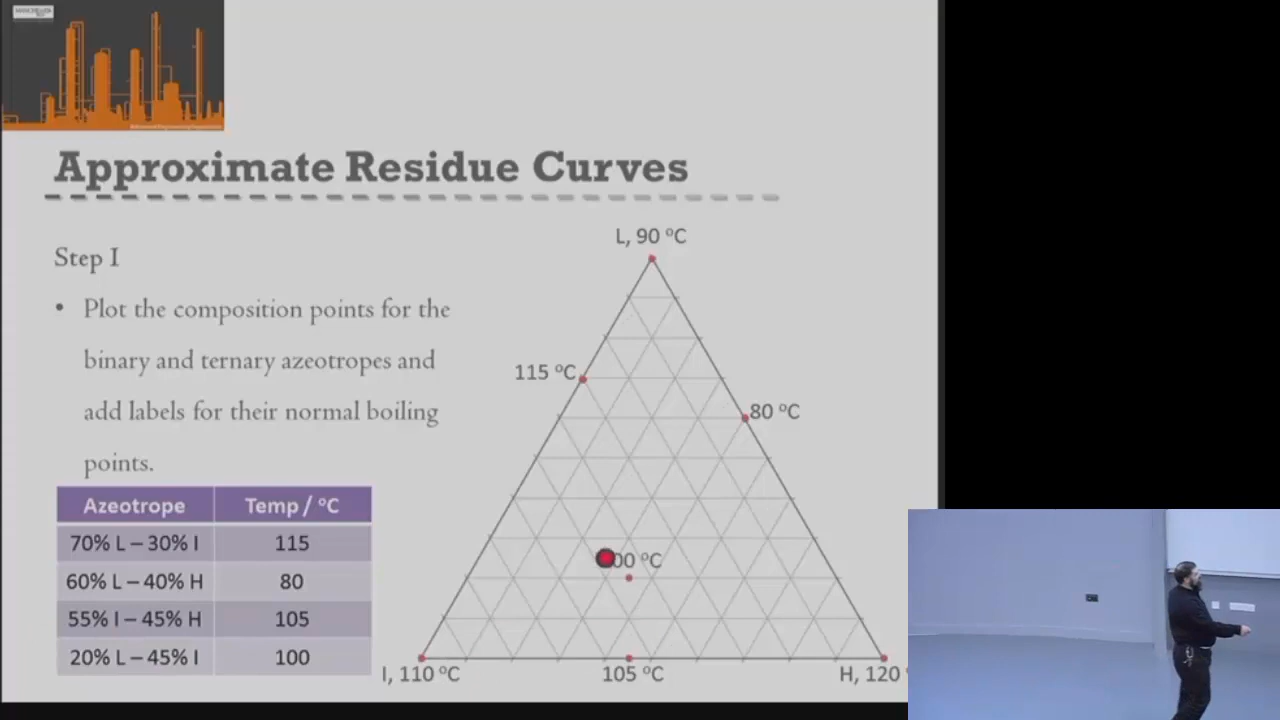 Approximate Residue Curves
Step I
• Plot the composition points for the
binary and ternary azeotropes and
add labels for their normal boiling
points.
Azeotrope Temp / ºC
70% L – 30% I 115
60% L – 40% H 80
55% I – 45% H 105
20% L – 45% I 100
L, 90 ºC
115 ºC
80 ºC
00 ºC
I, 110 ºC
105 ºC
H, 120